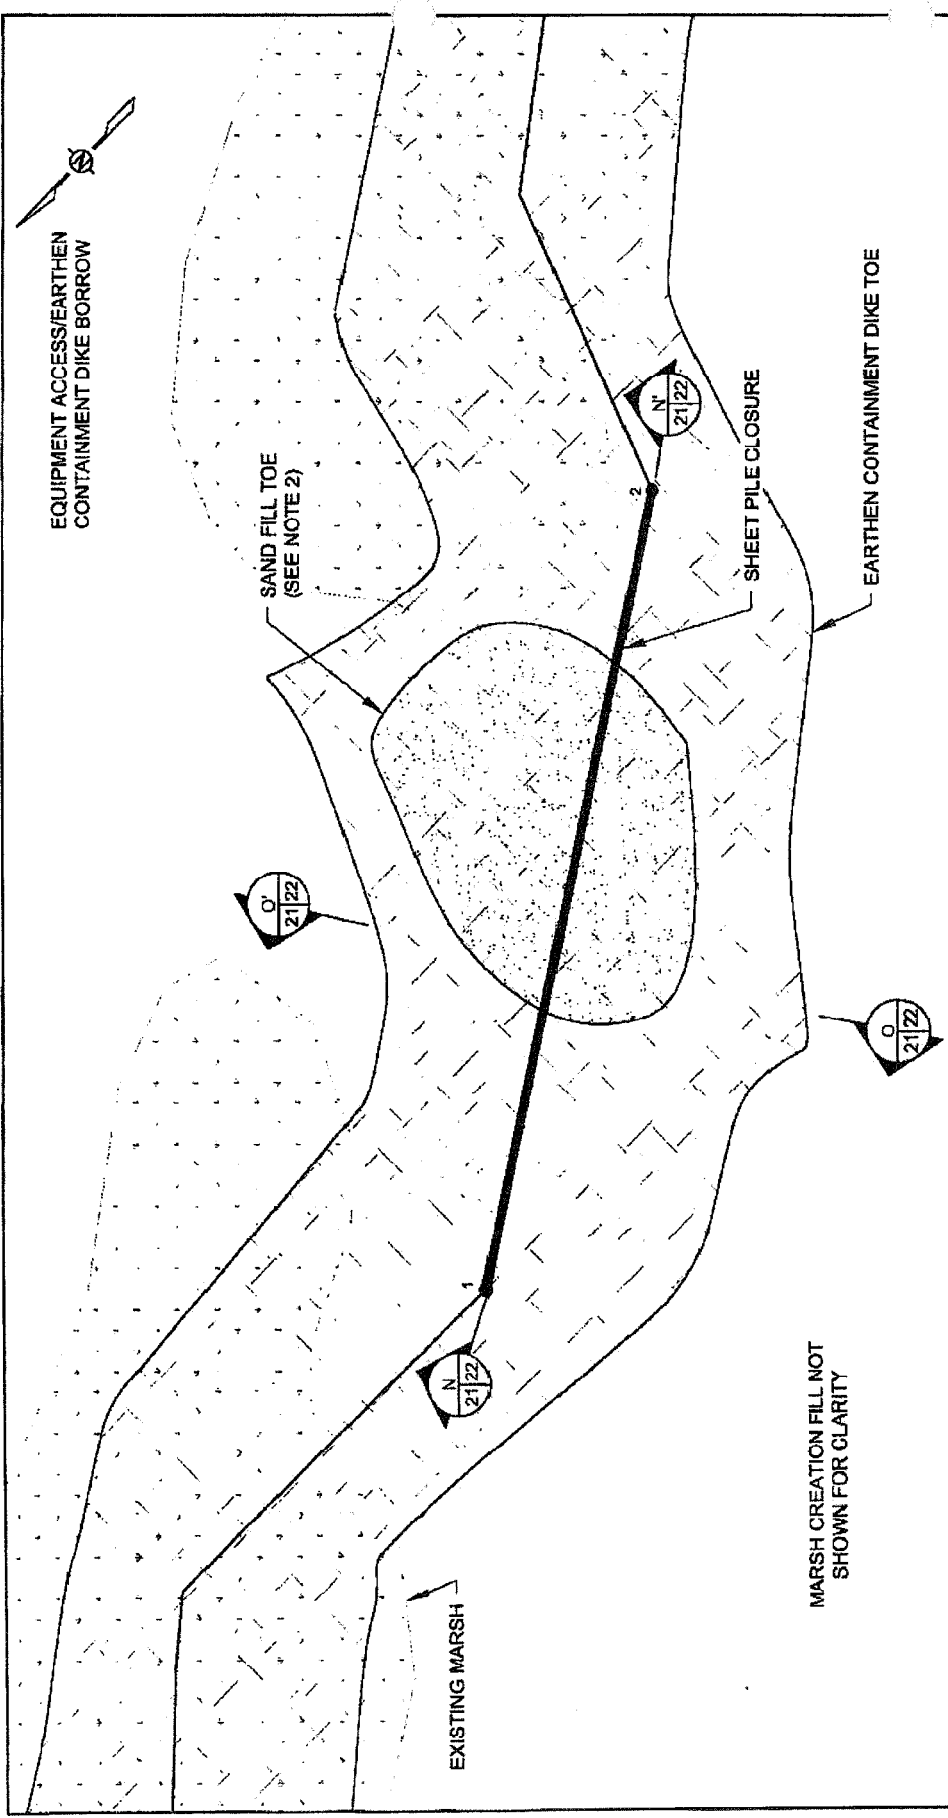 EQUIPMENT ACCESS/EARTHEN
CONTAINMENT DIKE BORROW
N
SAND FILL TOE
(SEE NOTE 2)
O'
21 22
N'
21 22
2
SHEET PILE CLOSURE
EARTHEN CONTAINMENT DIKE TOE
1
N
21 22
O
21 22
EXISTING MARSH
MARSH CREATION FILL NOT
SHOWN FOR CLARITY